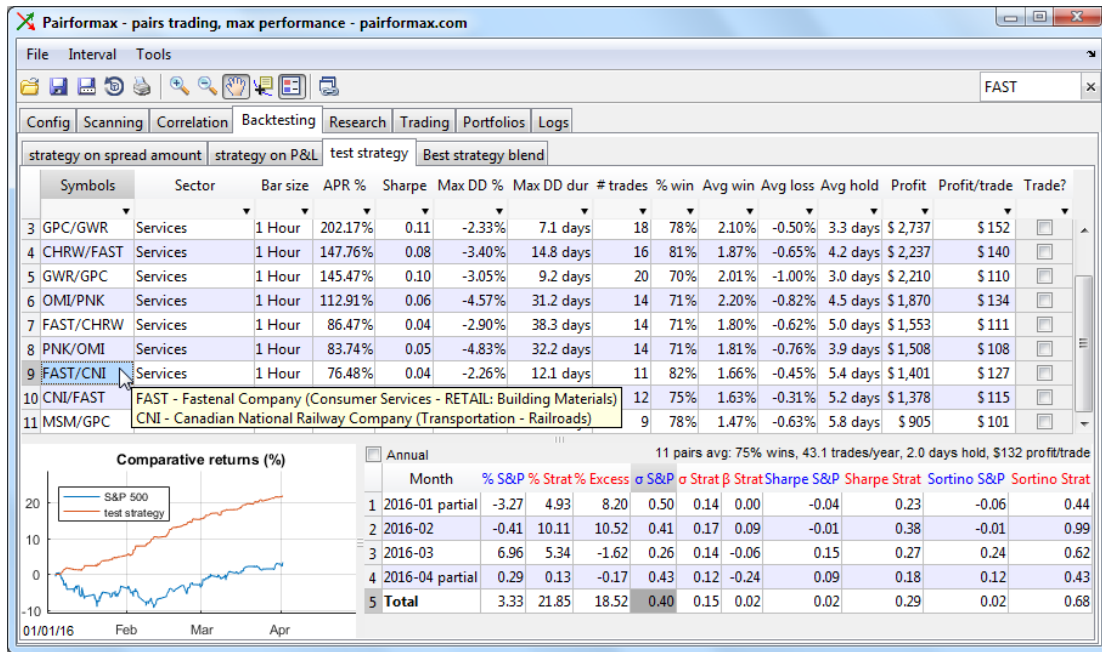 Pairformax - pairs trading, max performance - pairformax.com
File Interval Tools
FAST
Config Scanning Correlation Backtesting Research Trading Portfolios Logs
strategy on spread amount strategy on P&L test strategy Best strategy blend
Symbols Sector Bar size APR % Sharpe Max DD % Max DD dur # trades % win Avg win Avg loss Avg hold Profit Profit/trade Trade?
3 GPC/GWR Services 1 Hour 202.17% 0.11 -2.33% 7.1 days 18 78% 2.10% -0.50% 3.3 days $ 2,737 $ 152
4 CHRW/FAST Services 1 Hour 147.76% 0.08 -3.40% 14.8 days 16 81% 1.87% -0.65% 4.2 days $ 2,237 $ 140
5 GWR/GPC Services 1 Hour 145.47% 0.10 -3.05% 9.2 days 20 70% 2.01% -1.00% 3.0 days $ 2,210 $ 110
6 OMI/PNK Services 1 Hour 112.91% 0.06 -4.57% 31.2 days 14 71% 2.20% -0.82% 4.5 days $ 1,870 $ 134
7 FAST/CHRW Services 1 Hour 86.47% 0.04 -2.90% 38.3 days 14 71% 1.80% -0.62% 5.0 days $ 1,553 $ 111
8 PNK/OMI Services 1 Hour 83.74% 0.05 -4.83% 32.2 days 14 71% 1.81% -0.76% 3.9 days $ 1,508 $ 108
9 FAST/CNI Services 1 Hour 76.48% 0.04 -2.26% 12.1 days 11 82% 1.66% -0.45% 5.4 days $ 1,401 $ 127
10 CNI/FAST FAST - Fastenal Company (Consumer Services - RETAIL: Building Materials) 12 75% 1.63% -0.31% 5.2 days $ 1,378 $ 115
11 MSM/GPC CNI - Canadian National Railway Company (Transportation - Railroads) 9 78% 1.47% -0.63% 5.8 days $ 905 $ 101
Comparative returns (%)
S&P 500
test strategy
20
10
0
-10
01/01/16 Feb Mar Apr
Annual 11 pairs avg: 75% wins, 43.1 trades/year, 2.0 days hold, $132 profit/trade
Month % S&P % Strat % Excess σ S&P σ Strat β Strat Sharpe S&P Sharpe Strat Sortino S&P Sortino Strat
1 2016-01 partial -3.27 4.93 8.20 0.50 0.14 0.00 -0.04 0.23 -0.06 0.44
2 2016-02 -0.41 10.11 10.52 0.41 0.17 0.09 -0.01 0.38 -0.01 0.99
3 2016-03 6.96 5.34 -1.62 0.26 0.14 -0.06 0.15 0.27 0.24 0.62
4 2016-04 partial 0.29 0.13 -0.17 0.43 0.12 -0.24 0.09 0.18 0.12 0.43
5 Total 3.33 21.85 18.52 0.40 0.15 0.02 0.02 0.29 0.02 0.68